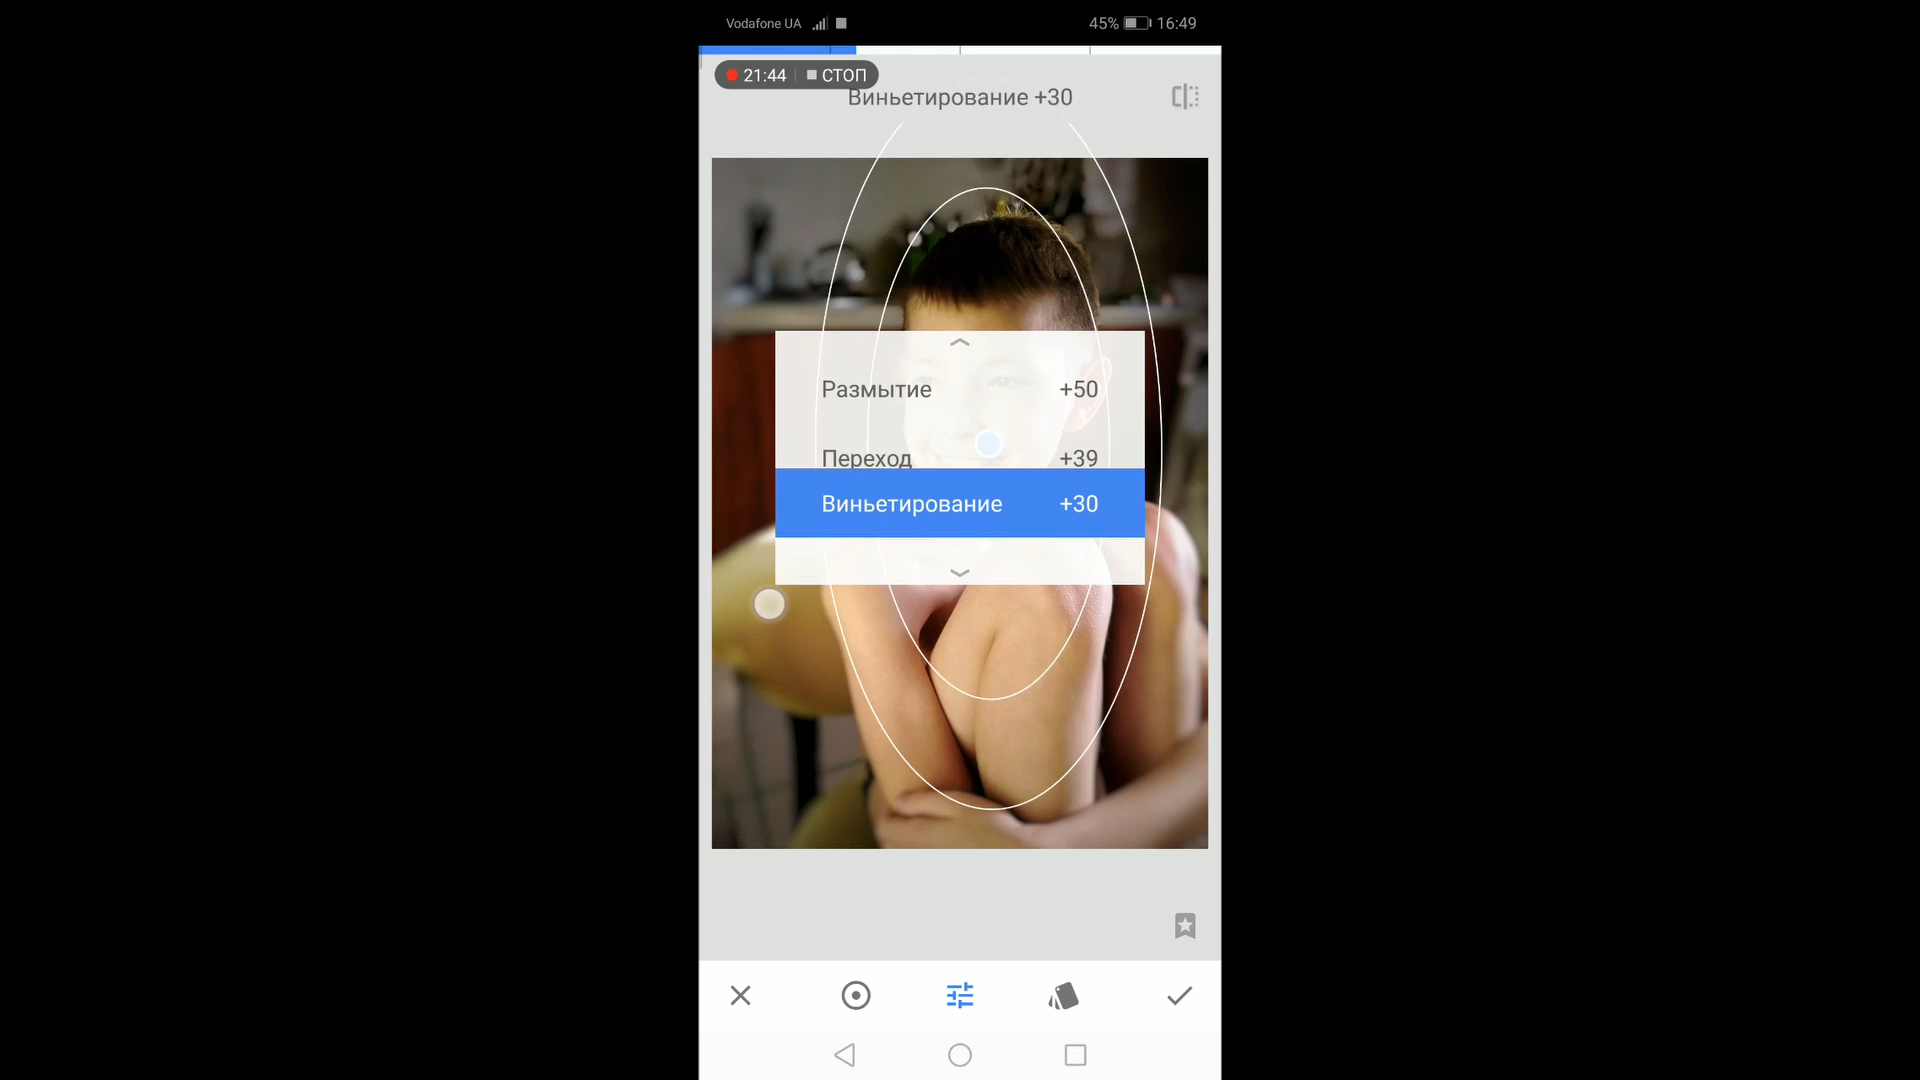 Vodafone UA 45% 16:49
21:44 СТОП
Виньетирование +30
Размытие +50
Переход +39
Виньетирование +30